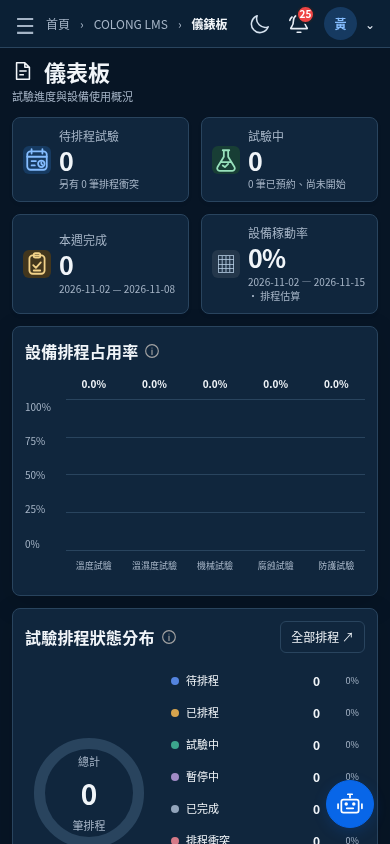 首頁 › COLONG LMS › 儀錶板
25
黃
儀表板
試驗進度與設備使用概況
待排程試驗
0
另有 0 筆排程衝突
試驗中
0
0 筆已預約、尚未開始
本週完成
0
2026-11-02 — 2026-11-08
設備稼動率
0%
2026-11-02 — 2026-11-15
・ 排程估算
設備排程占用率
0.0% 0.0% 0.0% 0.0% 0.0%
100%
75%
50%
25%
0%
溫度試驗 溫濕度試驗 機械試驗 腐蝕試驗 防護試驗
試驗排程狀態分布
全部排程 ↗
總計
0
筆排程
待排程 0 0%
已排程 0 0%
試驗中 0 0%
暫停中 0 0%
已完成 0
排程衝突 0 0%